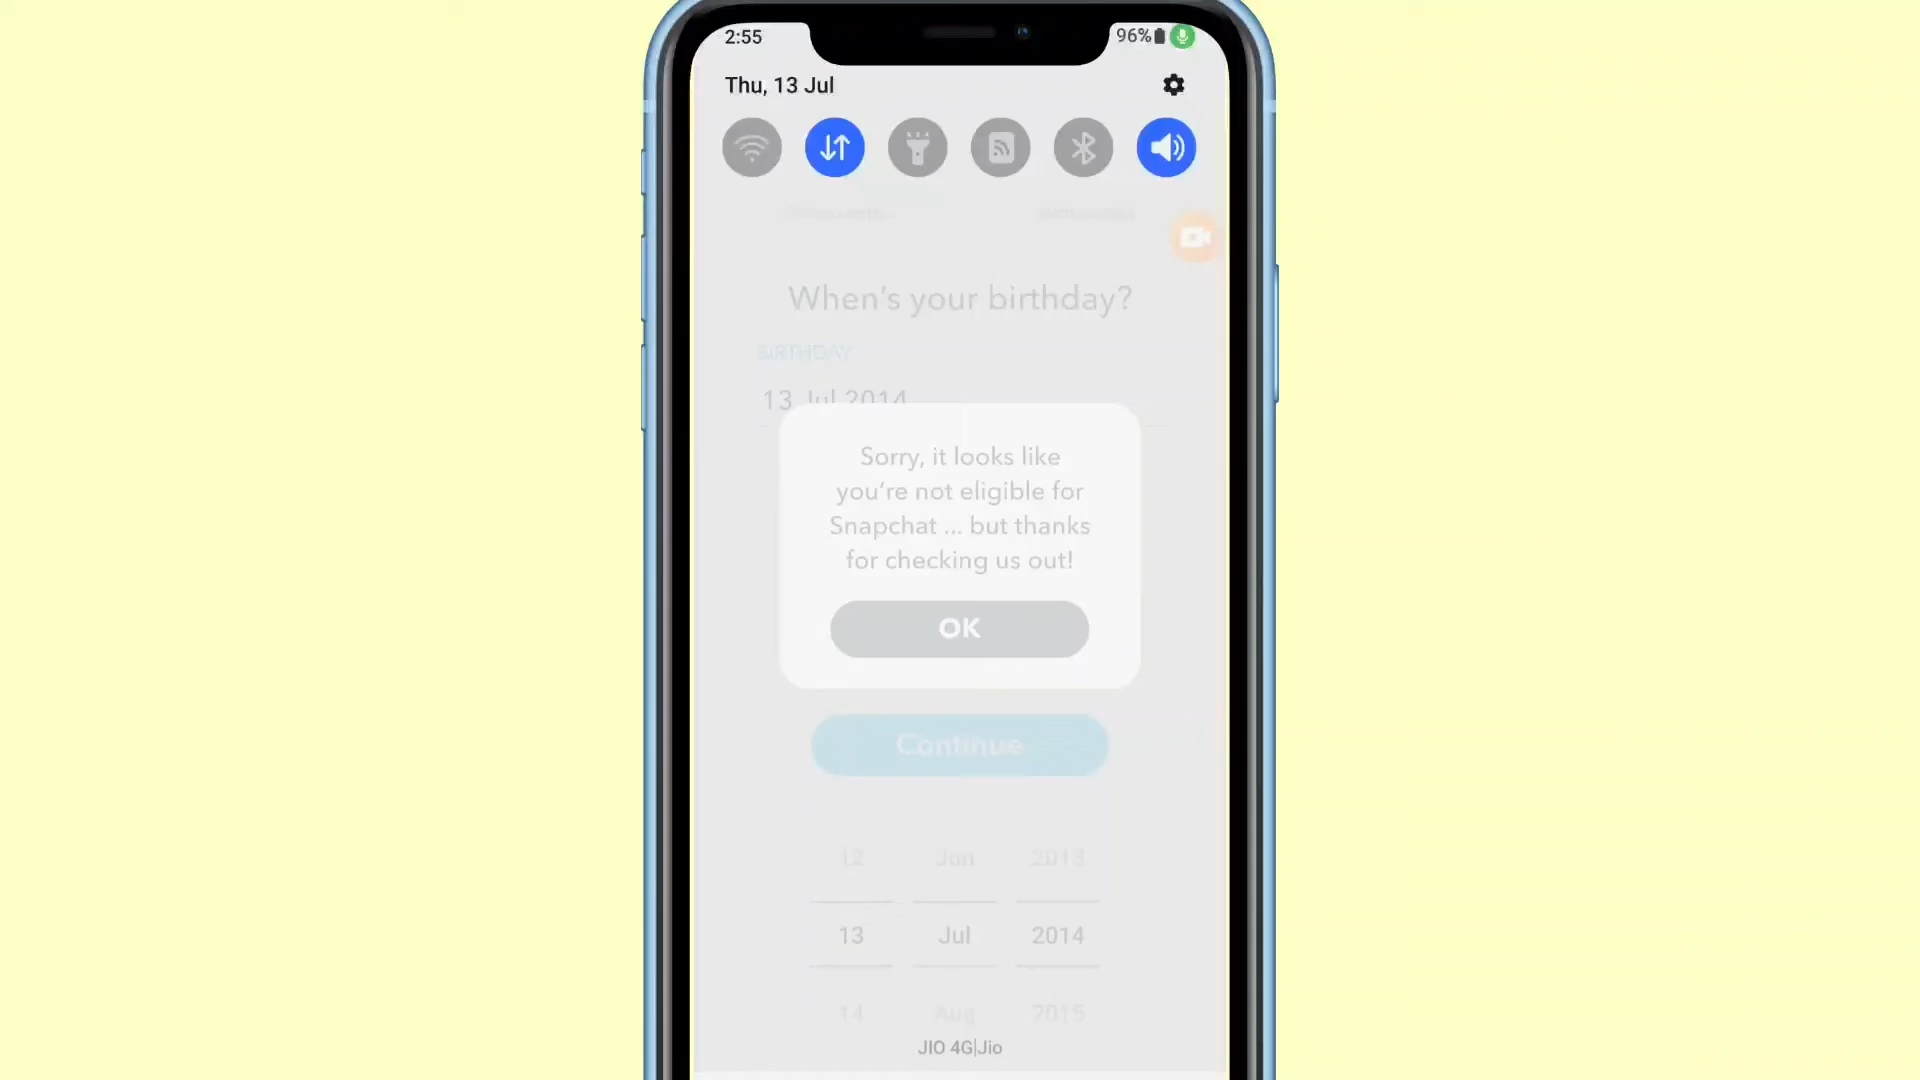 2:55
96%
Thu, 13 Jul
When's your birthday?
BIRTHDAY
13 Jul 2014
Sorry, it looks like
you're not eligible for
Snapchat ... but thanks
for checking us out!
OK
Continue
12 Jan 2013
13 Jul 2014
14 Aug 2015
JIO 4G|Jio